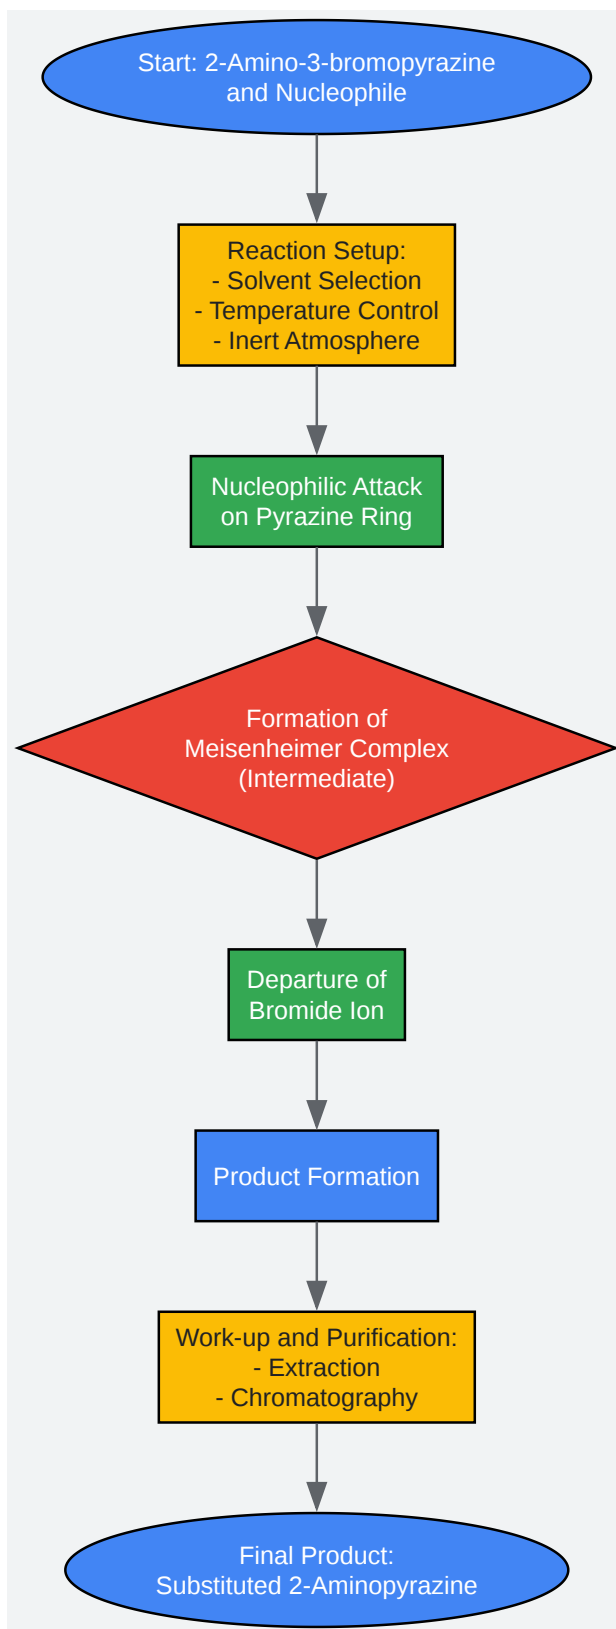 Start: 2-Amino-3-bromopyrazine
and Nucleophile
Reaction Setup:
- Solvent Selection
- Temperature Control
- Inert Atmosphere
Nucleophilic Attack
on Pyrazine Ring
Formation of
Meisenheimer Complex
(Intermediate)
Departure of
Bromide Ion
Product Formation
Work-up and Purification:
- Extraction
- Chromatography
Final Product:
Substituted 2-Aminopyrazine